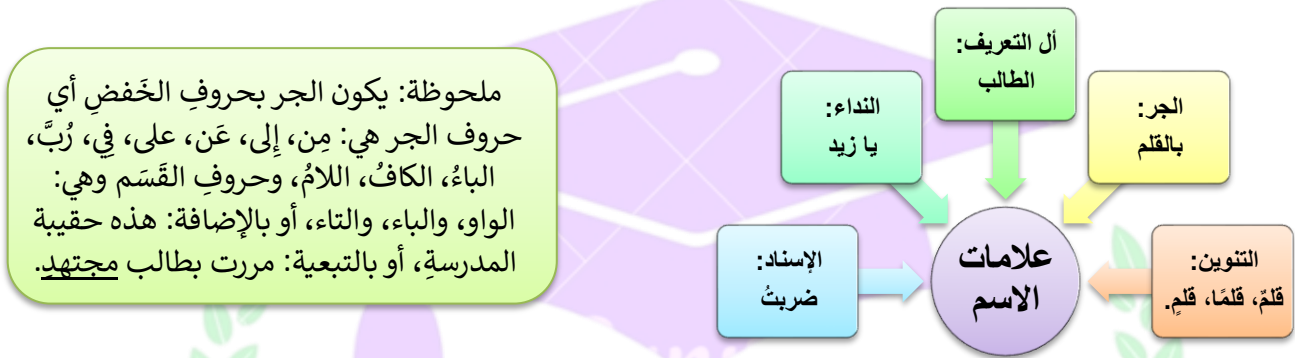 ملحوظة: يكون الجر بحروفِ الخَفضِ أي
حروف الجر هي: مِن، إِلى، عَن، على، فِي، رُبَّ،
الباءُ، الكافُ، اللامُ، وحروفِ القَسَم وهي:
الواو، والباء، والتاء، أو بالإضافة: هذه حقيبة
المدرسةِ، أو بالتبعية: مررت بطالب مجتهدٍ.
أل التعريف:
الطالب
النداء:
يا زيد
الجر:
بالقلم
الإسناد:
ضربتُ
علامات
الاسم
التنوين:
قلمٌ، قلمًا، قلمٍ.